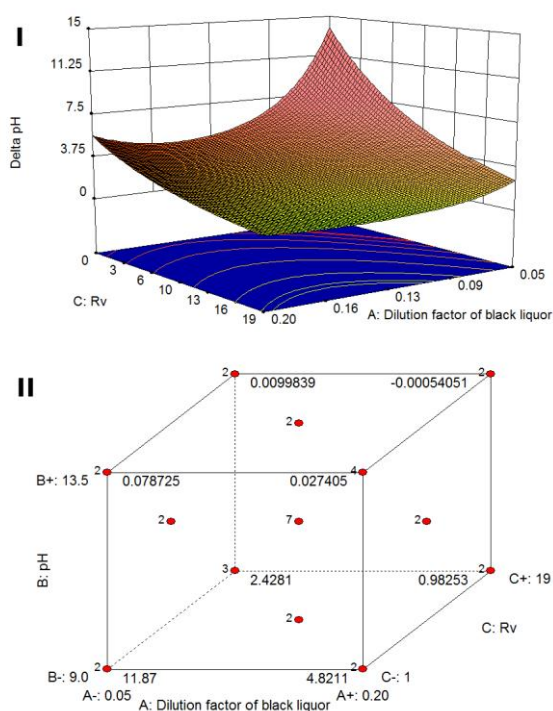 I
15
11.25
7.5
3.75
0
Delta pH
0
3
6
10
13
16
19
C: Rv
0.20
0.16
0.13
0.09
0.05
A: Dilution factor of black liquor
II
2
0.0099839
-0.00054051
2
2
B+: 13.5
2
0.078725
0.027405
4
2
7
2
B: pH
3
2.4281
0.98253
2
C+: 19
2
C: Rv
B-: 9.0
2
11.87
4.8211
2
C-: 1
A-: 0.05
A+: 0.20
A: Dilution factor of black liquor